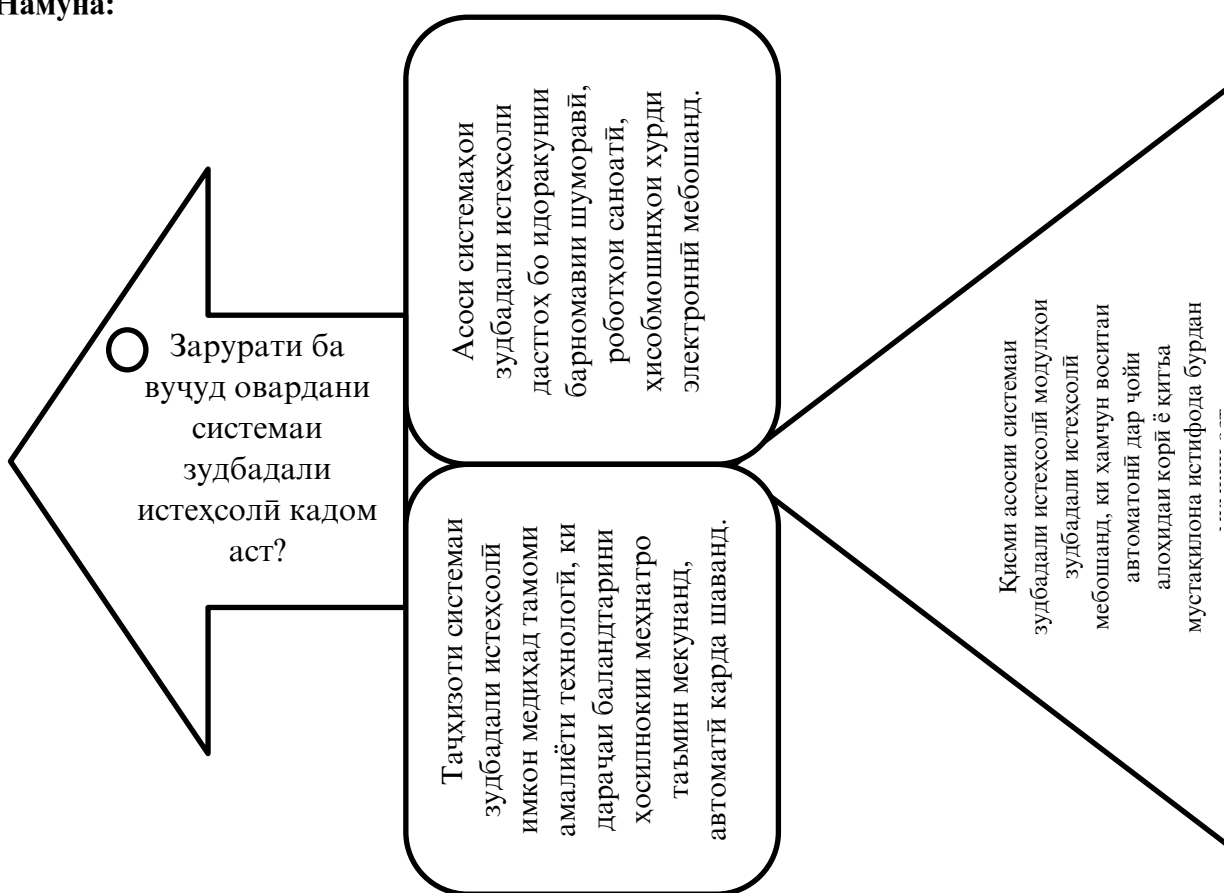 Намуна:
Зарурати ба
вуҷуд овардани
системаи
зудбадали
истеҳсолӣ кадом
аст?
Асоси системаҳои
зудбадали истеҳсоли
дастгоҳ бо идоракунии
барномавии шуморавӣ,
роботҳои саноатӣ,
ҳисобмошинҳои хурди
электроннӣ мебошанд.
Таҷҳизоти системаи
зудбадали истеҳсолӣ
имкон медиҳад тамоми
амалиёти технологӣ, ки
дараҷаи баландтарини
ҳосилнокии меҳнатро
таъмин мекунанд,
автоматӣ карда шаванд.
Қисми асосии системаи
зудбадали истеҳсолӣ модулҳои
зудбадали истеҳсолӣ
мебошанд, ки ҳамчун воситаи
автоматонӣ дар ҷойи
алоҳидаи корӣ ё қитъа
мустақилона истифода бурдан